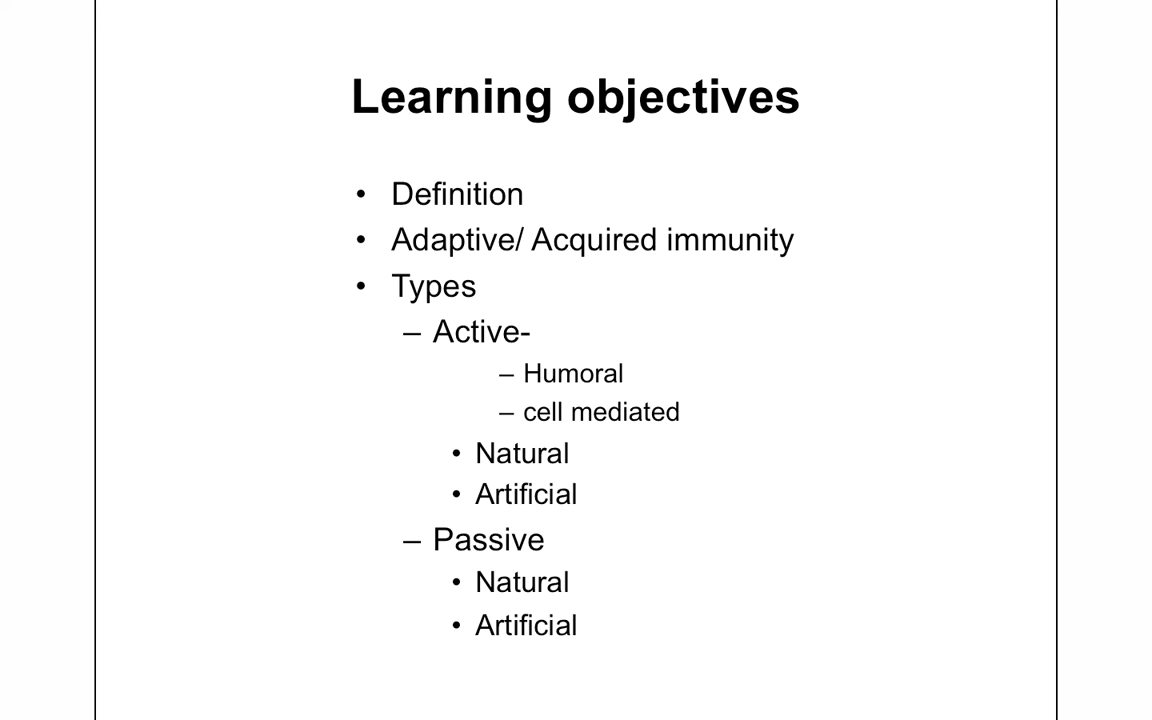 Learning objectives
• Definition
• Adaptive/ Acquired immunity
• Types
– Active-
– Humoral
– cell mediated
• Natural
• Artificial
– Passive
• Natural
• Artificial